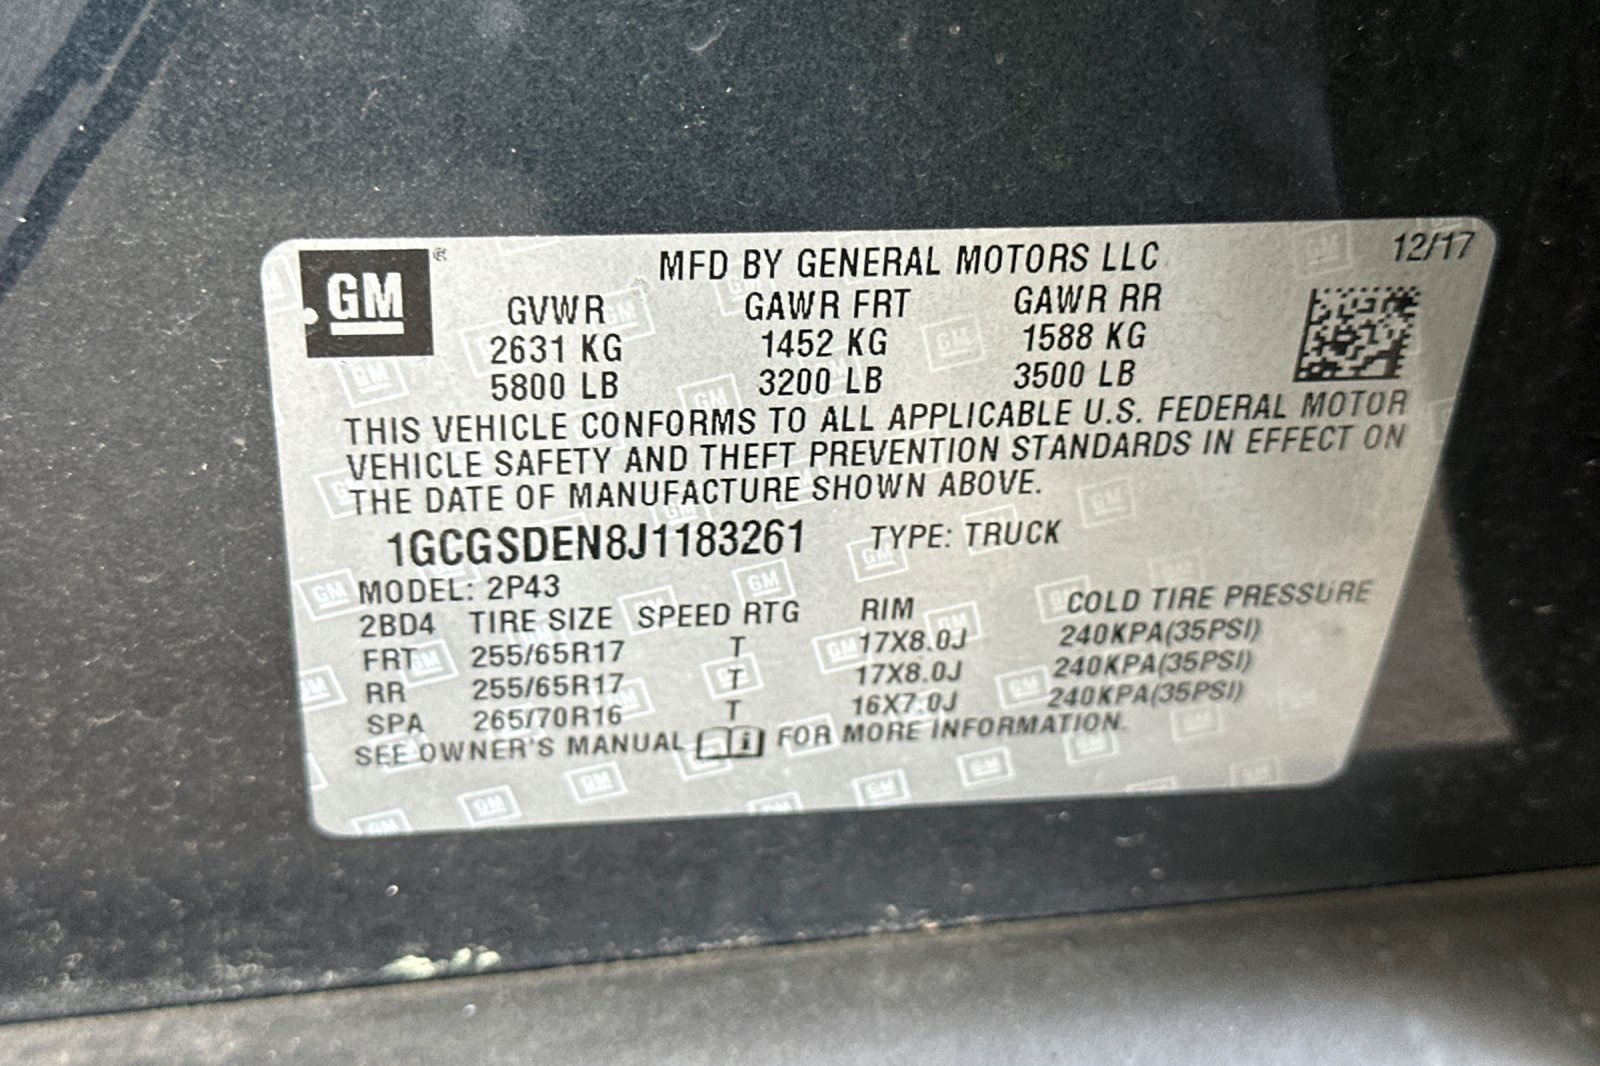 GM ® MFD BY GENERAL MOTORS LLC 12/17
GVWR GAWR FRT GAWR RR
2631 KG 1452 KG 1588 KG
5800 LB 3200 LB 3500 LB
THIS VEHICLE CONFORMS TO ALL APPLICABLE U.S. FEDERAL MOTOR
VEHICLE SAFETY AND THEFT PREVENTION STANDARDS IN EFFECT ON
THE DATE OF MANUFACTURE SHOWN ABOVE.
1GCGSDEN8J1183261 TYPE: TRUCK
MODEL: 2P43
2BD4 TIRE SIZE SPEED RTG RIM COLD TIRE PRESSURE
FRT 255/65R17 T 17X8.0J 240KPA(35PSI)
RR 255/65R17 T 17X8.0J 240KPA(35PSI)
SPA 265/70R16 T 16X7.0J 240KPA(35PSI)
SEE OWNER'S MANUAL i FOR MORE INFORMATION.